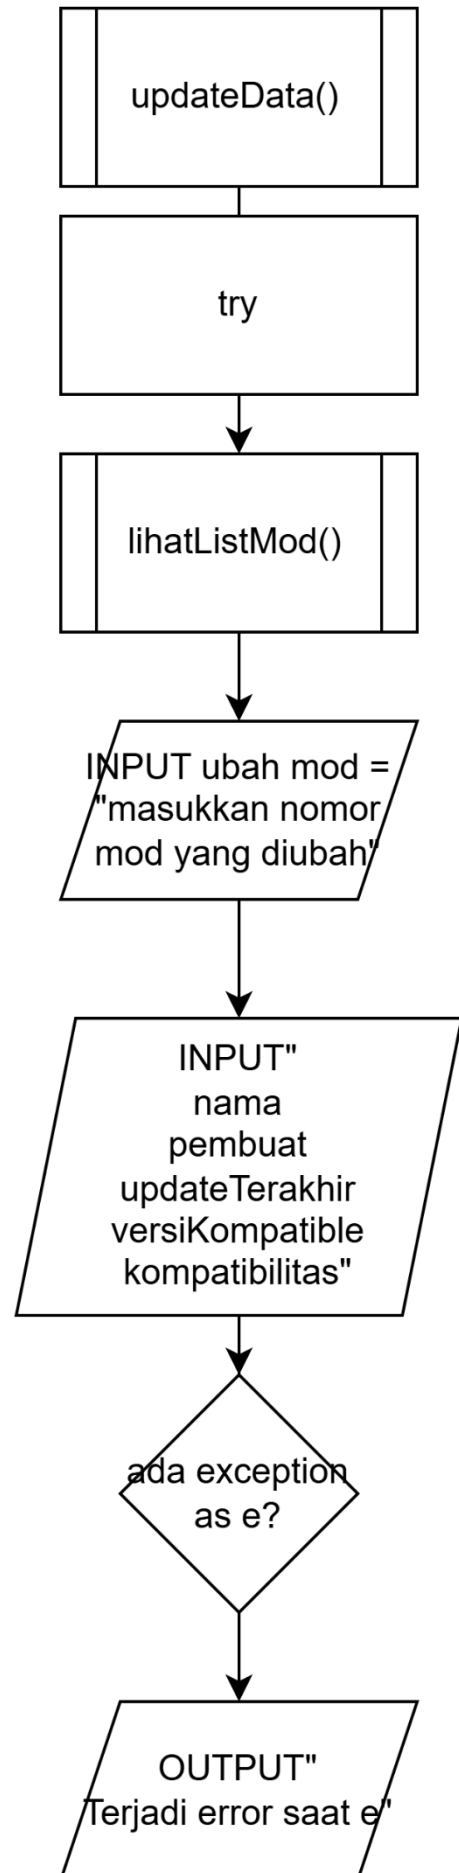 updateData()
try
lihatListMod()
INPUT ubah mod =
"masukkan nomor
mod yang diubah"
INPUT"
nama
pembuat
updateTerakhir
versiKompatible
kompatibilitas"
ada exception
as e?
OUTPUT"
Terjadi error saat e"